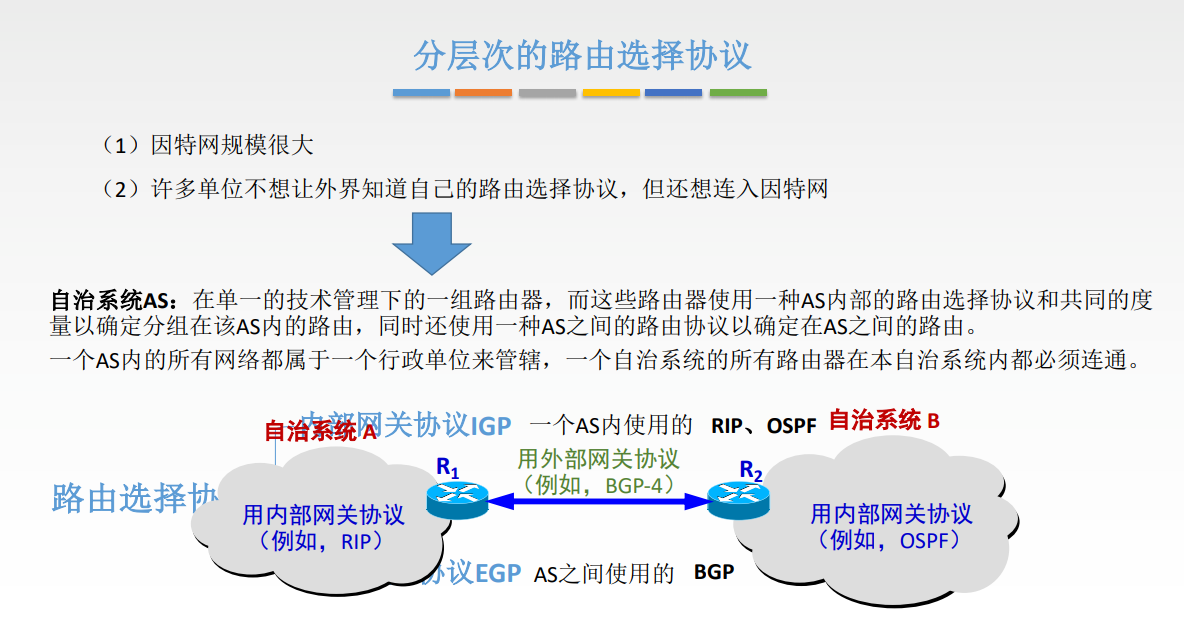 分层次的路由选择协议
（1）因特网规模很大
（2）许多单位不想让外界知道自己的路由选择协议，但还想连入因特网
自治系统AS：在单一的技术管理下的一组路由器，而这些路由器使用一种AS内部的路由选择协议和共同的度
量以确定分组在该AS内的路由，同时还使用一种AS之间的路由协议以确定在AS之间的路由。
一个AS内的所有网络都属于一个行政单位来管辖，一个自治系统的所有路由器在本自治系统内都必须连通。
内部网关协议IGP 一个AS内使用的 RIP、OSPF
自治系统 A
自治系统 B
用外部网关协议
（例如，BGP-4）
R1
R2
路由选择协
用内部网关协议
（例如，RIP）
用内部网关协议
（例如，OSPF）
协议EGP AS之间使用的 BGP